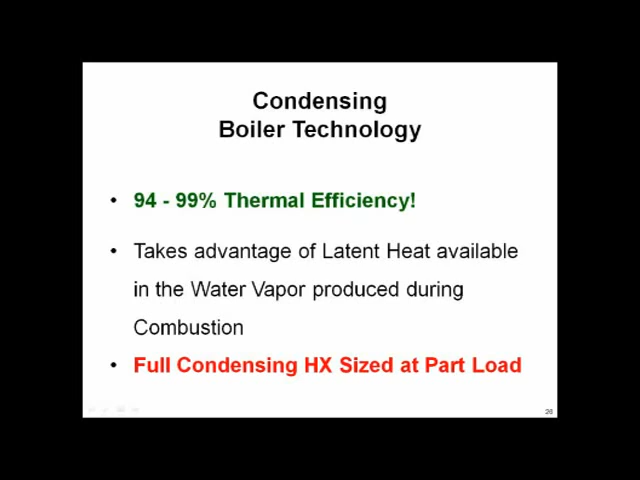 Condensing
Boiler Technology
• 94 - 99% Thermal Efficiency!
• Takes advantage of Latent Heat available
in the Water Vapor produced during
Combustion
• Full Condensing HX Sized at Part Load
26